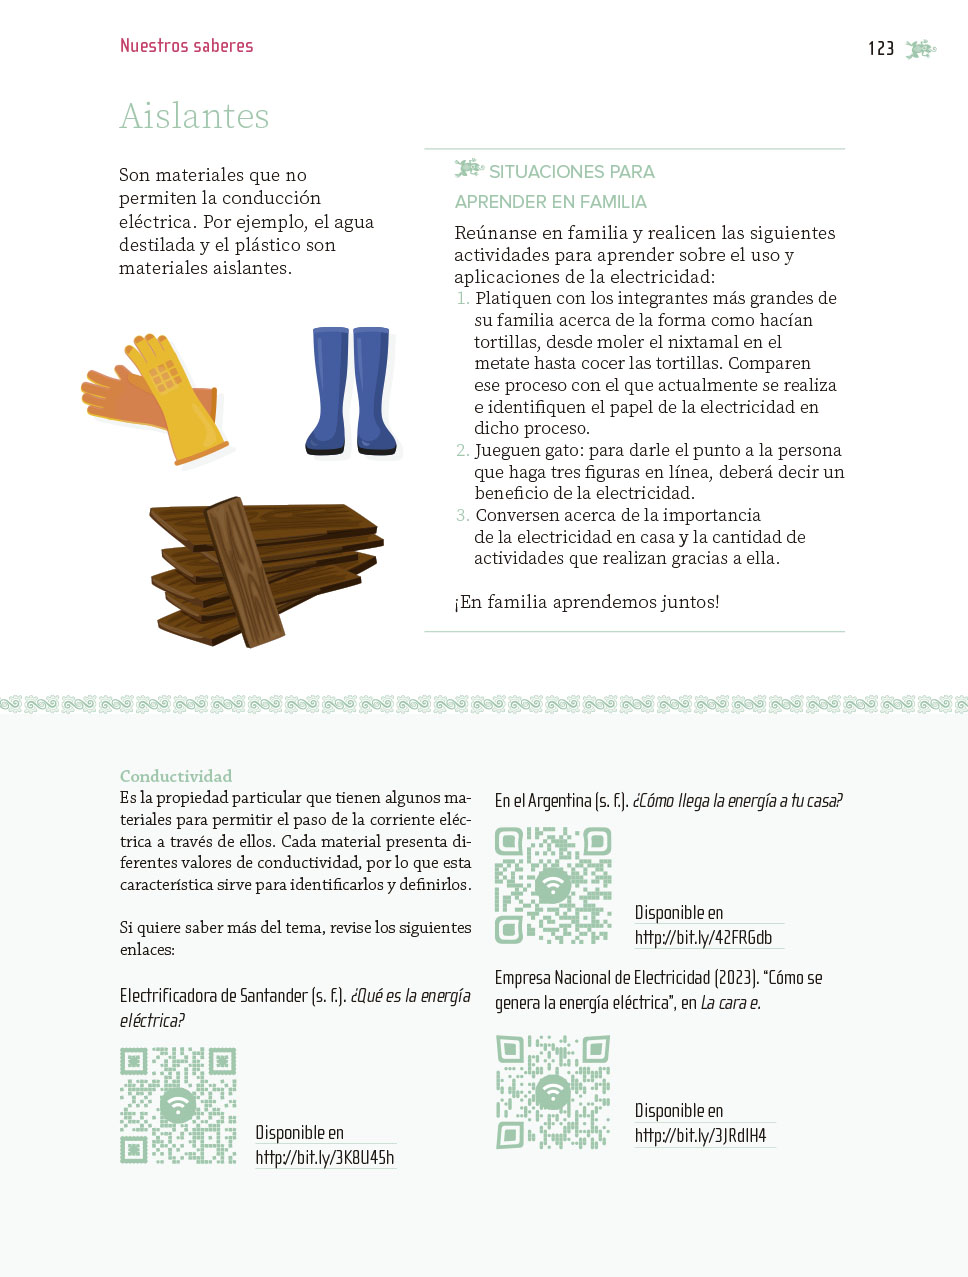 Nuestros saberes
123
Aislantes
Son materiales que no
permiten la conducción
eléctrica. Por ejemplo, el agua
destilada y el plástico son
materiales aislantes.
SITUACIONES PARA
APRENDER EN FAMILIA
Reúnanse en familia y realicen las siguientes
actividades para aprender sobre el uso y
aplicaciones de la electricidad:
1. Platiquen con los integrantes más grandes de
su familia acerca de la forma como hacían
tortillas, desde moler el nixtamal en el
metate hasta cocer las tortillas. Comparen
ese proceso con el que actualmente se realiza
e identifiquen el papel de la electricidad en
dicho proceso.
2. Jueguen gato: para darle el punto a la persona
que haga tres figuras en línea, deberá decir un
beneficio de la electricidad.
3. Conversen acerca de la importancia
de la electricidad en casa y la cantidad de
actividades que realizan gracias a ella.
¡En familia aprendemos juntos!
Conductividad
Es la propiedad particular que tienen algunos ma-
teriales para permitir el paso de la corriente eléc-
trica a través de ellos. Cada material presenta di-
ferentes valores de conductividad, por lo que esta
característica sirve para identificarlos y definirlos.
Si quiere saber más del tema, revise los siguientes
enlaces:
Electrificadora de Santander (s. f.). ¿Qué es la energía
eléctrica?
Disponible en
http://bit.ly/3K8U45h
En el Argentina (s. f.). ¿Cómo llega la energía a tu casa?
Disponible en
http://bit.ly/42FRGdb
Empresa Nacional de Electricidad (2023). “Cómo se
genera la energía eléctrica”, en La cara e.
Disponible en
http://bit.ly/3JRdIH4